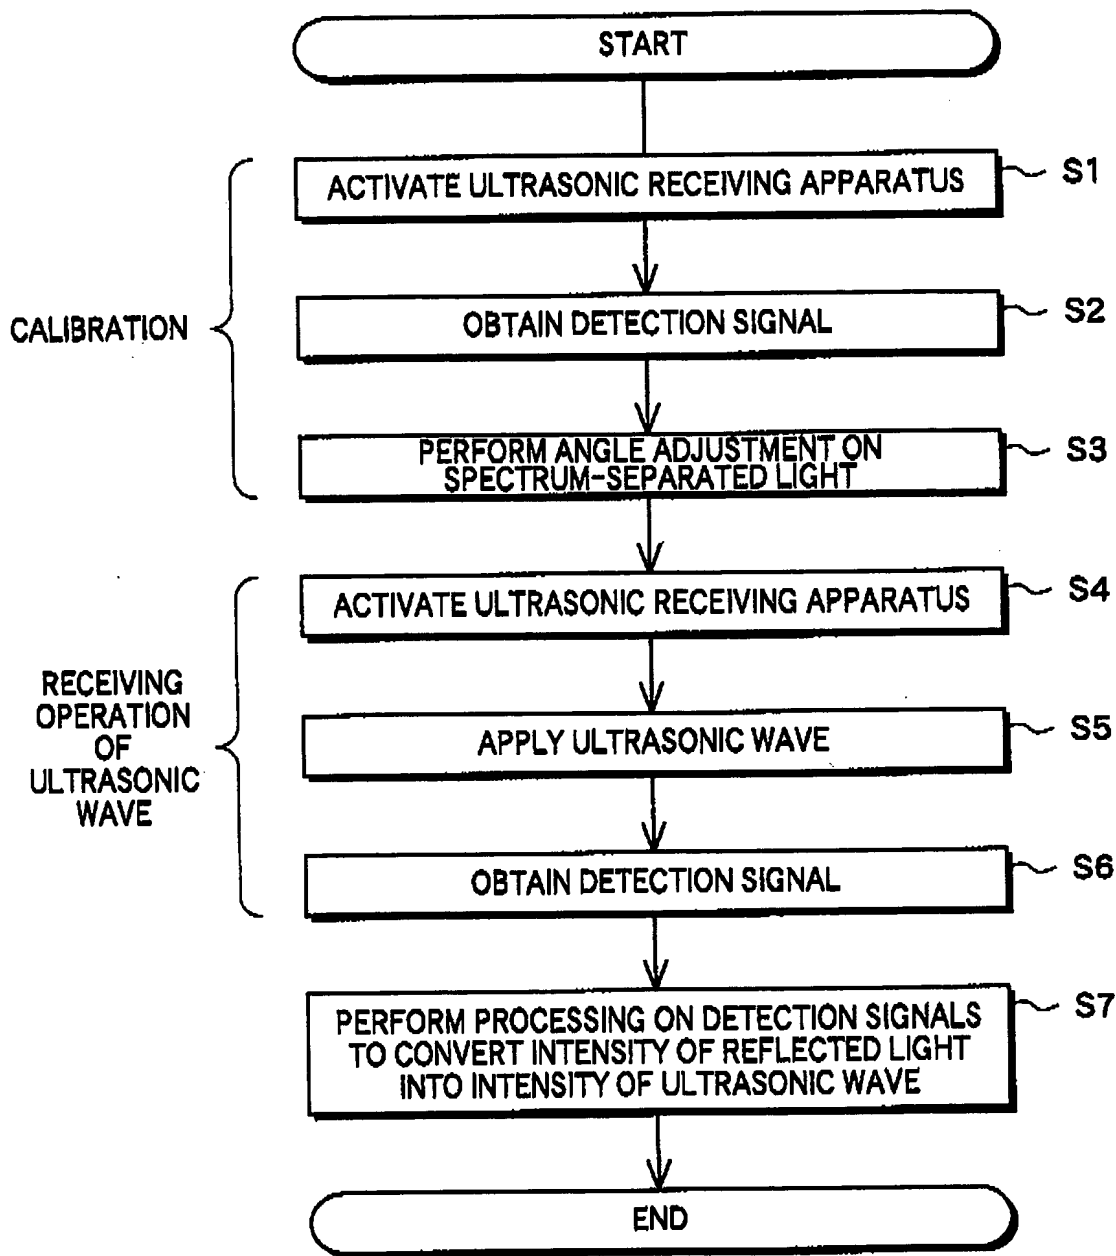 START
ACTIVATE ULTRASONIC RECEIVING APPARATUS
S1
OBTAIN DETECTION SIGNAL
S2
CALIBRATION
PERFORM ANGLE ADJUSTMENT ON
SPECTRUM-SEPARATED LIGHT
S3
ACTIVATE ULTRASONIC RECEIVING APPARATUS
S4
RECEIVING
OPERATION
OF
ULTRASONIC
WAVE
APPLY ULTRASONIC WAVE
S5
OBTAIN DETECTION SIGNAL
S6
PERFORM PROCESSING ON DETECTION SIGNALS
TO CONVERT INTENSITY OF REFLECTED LIGHT
INTO INTENSITY OF ULTRASONIC WAVE
S7
END